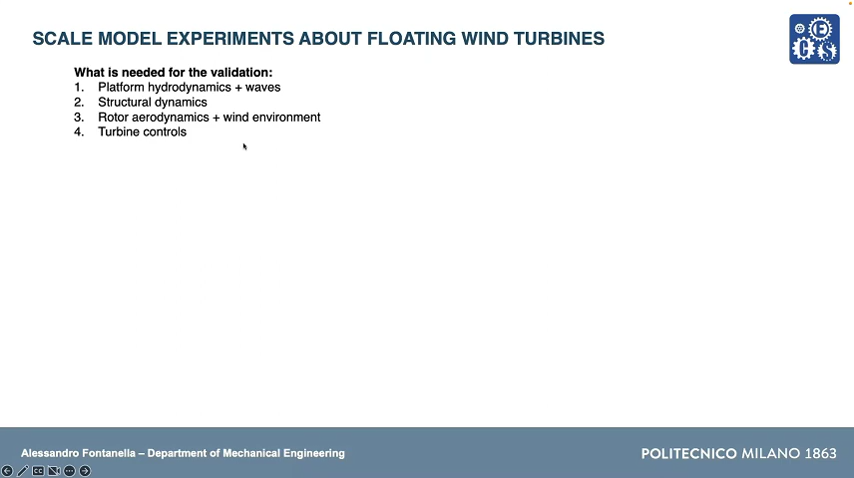 SCALE MODEL EXPERIMENTS ABOUT FLOATING WIND TURBINES
What is needed for the validation:
1. Platform hydrodynamics + waves
2. Structural dynamics
3. Rotor aerodynamics + wind environment
4. Turbine controls
Alessandro Fontanella – Department of Mechanical Engineering
POLITECNICO MILANO 1863